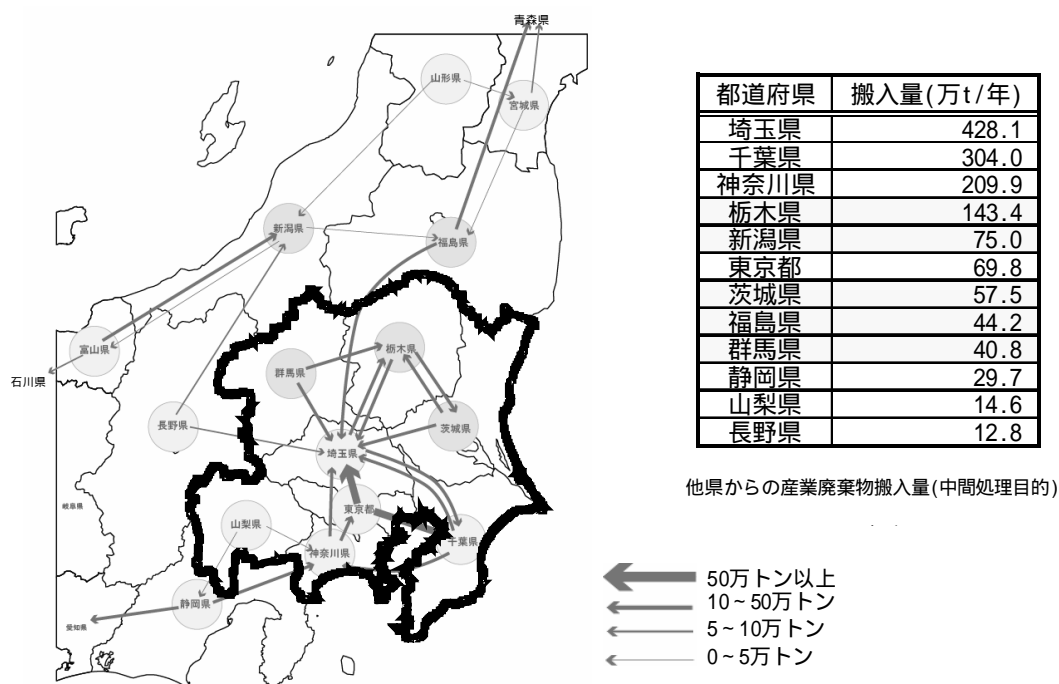 青森県
山形県
宮城県
新潟県
福島県
富山県
石川県
栃木県
群馬県
長野県
茨城県
埼玉県
岐阜県
東京都
山梨県
神奈川県
千葉県
静岡県
愛知県
都道府県 搬入量(万t/年)
埼玉県 428.1
千葉県 304.0
神奈川県 209.9
栃木県 143.4
新潟県 75.0
東京都 69.8
茨城県 57.5
福島県 44.2
群馬県 40.8
静岡県 29.7
山梨県 14.6
長野県 12.8
他県からの産業廃棄物搬入量(中間処理目的)
50万トン以上
10~50万トン
5~10万トン
0~5万トン